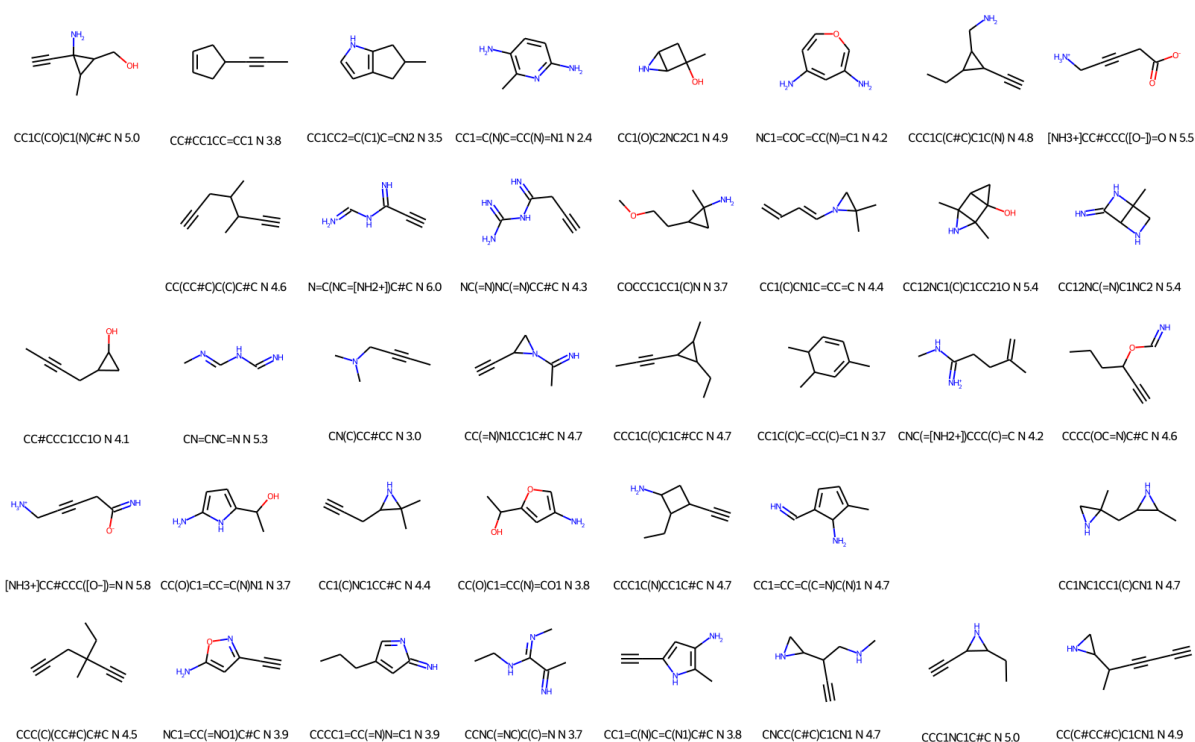 CC1C(CO)C1(N)C#C N 5.0
CC#CC1CC=CC1 N 3.8
CC1CC2=C(C1)C=CN2 N 3.5
CC1=C(N)C=CC(N)=N1 N 2.4
CC1(O)C2NC2C1 N 4.9
NC1=COC=CC(N)=C1 N 4.2
CCC1C(C#C)C1C(N) N 4.8
[NH3+]CC#CCC([O-])=O N 5.5
CC(CC#C)C(C)C#C N 4.6
N=C(NC=[NH2+])C#C N 6.0
NC(=N)NC(=N)CC#C N 4.3
COCCC1CC1(C)N N 3.7
CC1(C)CN1C=CC=C N 4.4
CC12NC1(C)C1CC21O N 5.4
CC12NC(=N)C1NC2 N 5.4
CC#CCC1CC1O N 4.1
CN=CNC=N N 5.3
CN(C)CC#CC N 3.0
CC(=N)N1CC1C#C N 4.7
CCC1C(C)C1C#CC N 4.7
CC1C(C)C=CC(C)=C1 N 3.7
CNC(=[NH2+])CCC(C)=C N 4.2
CCCC(OC=N)C#C N 4.6
[NH3+]CC#CCC([O-])=N N 5.8
CC(O)C1=CC=C(N)N1 N 3.7
CC1(C)NC1CC#C N 4.4
CC(O)C1=CC(N)=CO1 N 3.8
CCC1C(N)CC1C#C N 4.7
CC1=CC=C(C=N)C(N)1 N 4.7
CC1NC1CC1(C)CN1 N 4.7
CCC(C)(CC#C)C#C N 4.5
NC1=CC(=NO1)C#C N 3.9
CCCC1=CC(=N)N=C1 N 3.9
CCNC(=NC)C(C)=N N 3.7
CC1=C(N)C=C(N1)C#C N 3.8
CNCC(C#C)C1CN1 N 4.7
CCC1NC1C#C N 5.0
CC(C#CC#C)C1CN1 N 4.9